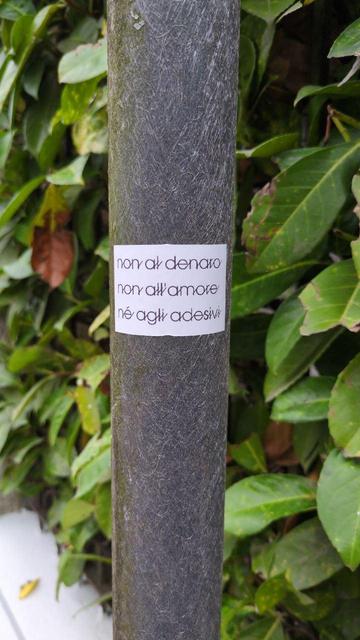 non al denaro
non all'amore
né agli adesivi